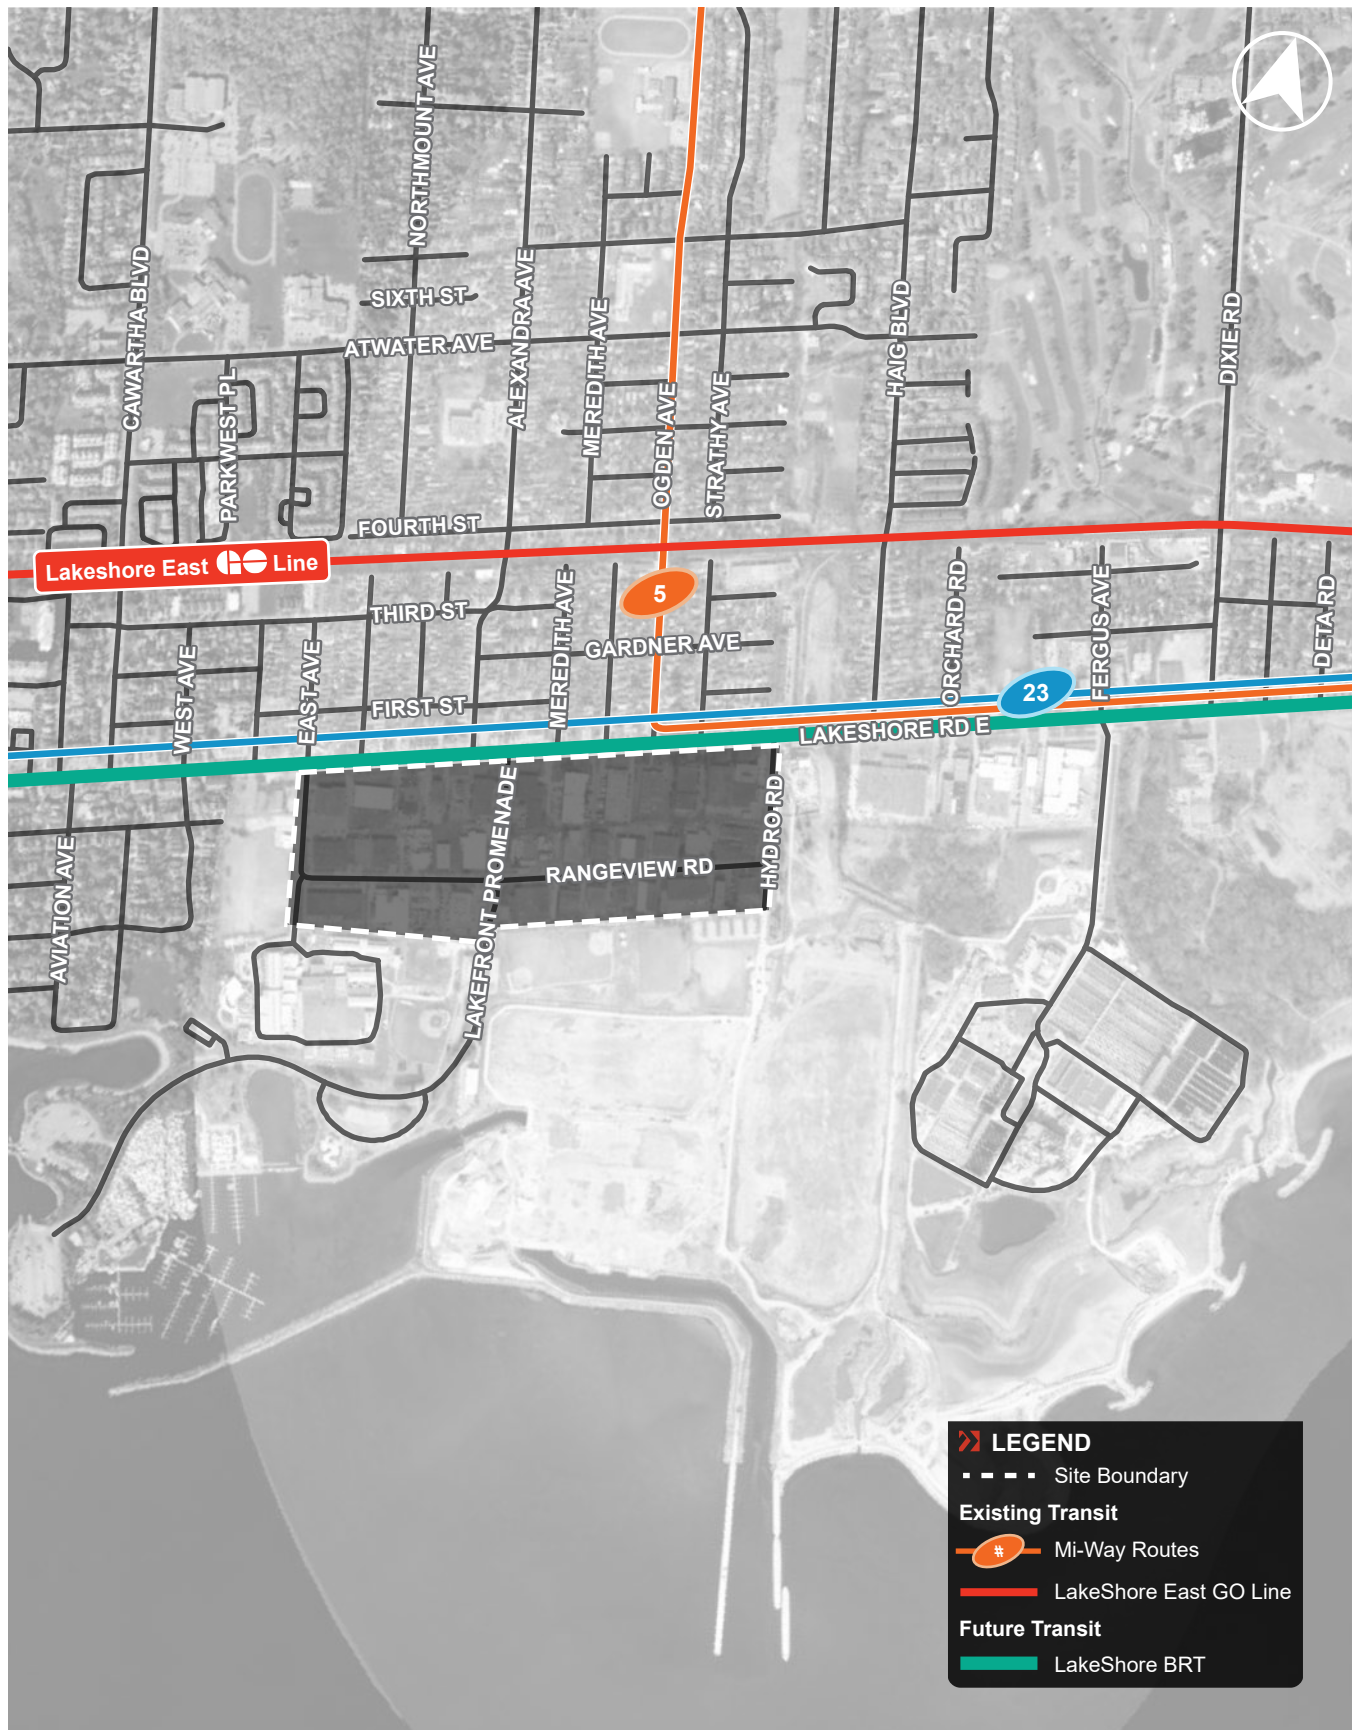 NORTHMOUNT AVE
CAWARTHA BLVD
ALEXANDRA AVE
SIXTH ST
MEREDITH AVE
HAIG BLVD
DIXIE RD
ATWATER AVE
PARKWEST PL
OGDEN AVE
STRATHY AVE
FOURTH ST
Lakeshore East GO Line
5
THIRD ST
MEREDITH AVE
GARDNER AVE
ORCHARD RD
FERGUS AVE
DETA RD
WEST AVE
EAST AVE
FIRST ST
23
LAKESHORE RD E
AVIATION AVE
LAKEFRONT PROMENADE
RANGEVIEW RD
HYDRO RD
LEGEND
Site Boundary
Existing Transit
# Mi-Way Routes
LakeShore East GO Line
Future Transit
LakeShore BRT